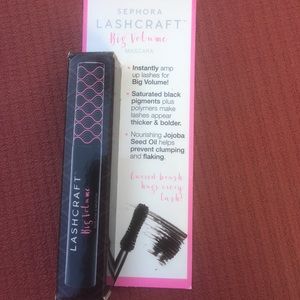 SEPHORA
LASHCRAFT™
Big Volume
MASCARA
• Instantly amp
up lashes for
Big Volume!
• Saturated black
pigments plus
polymers make
lashes appear
thicker & bolder.
• Nourishing Jojoba
Seed Oil helps
prevent clumping
and flaking.
Curved brush
hugs every
lash!
LASHCRAFT
Big Volume